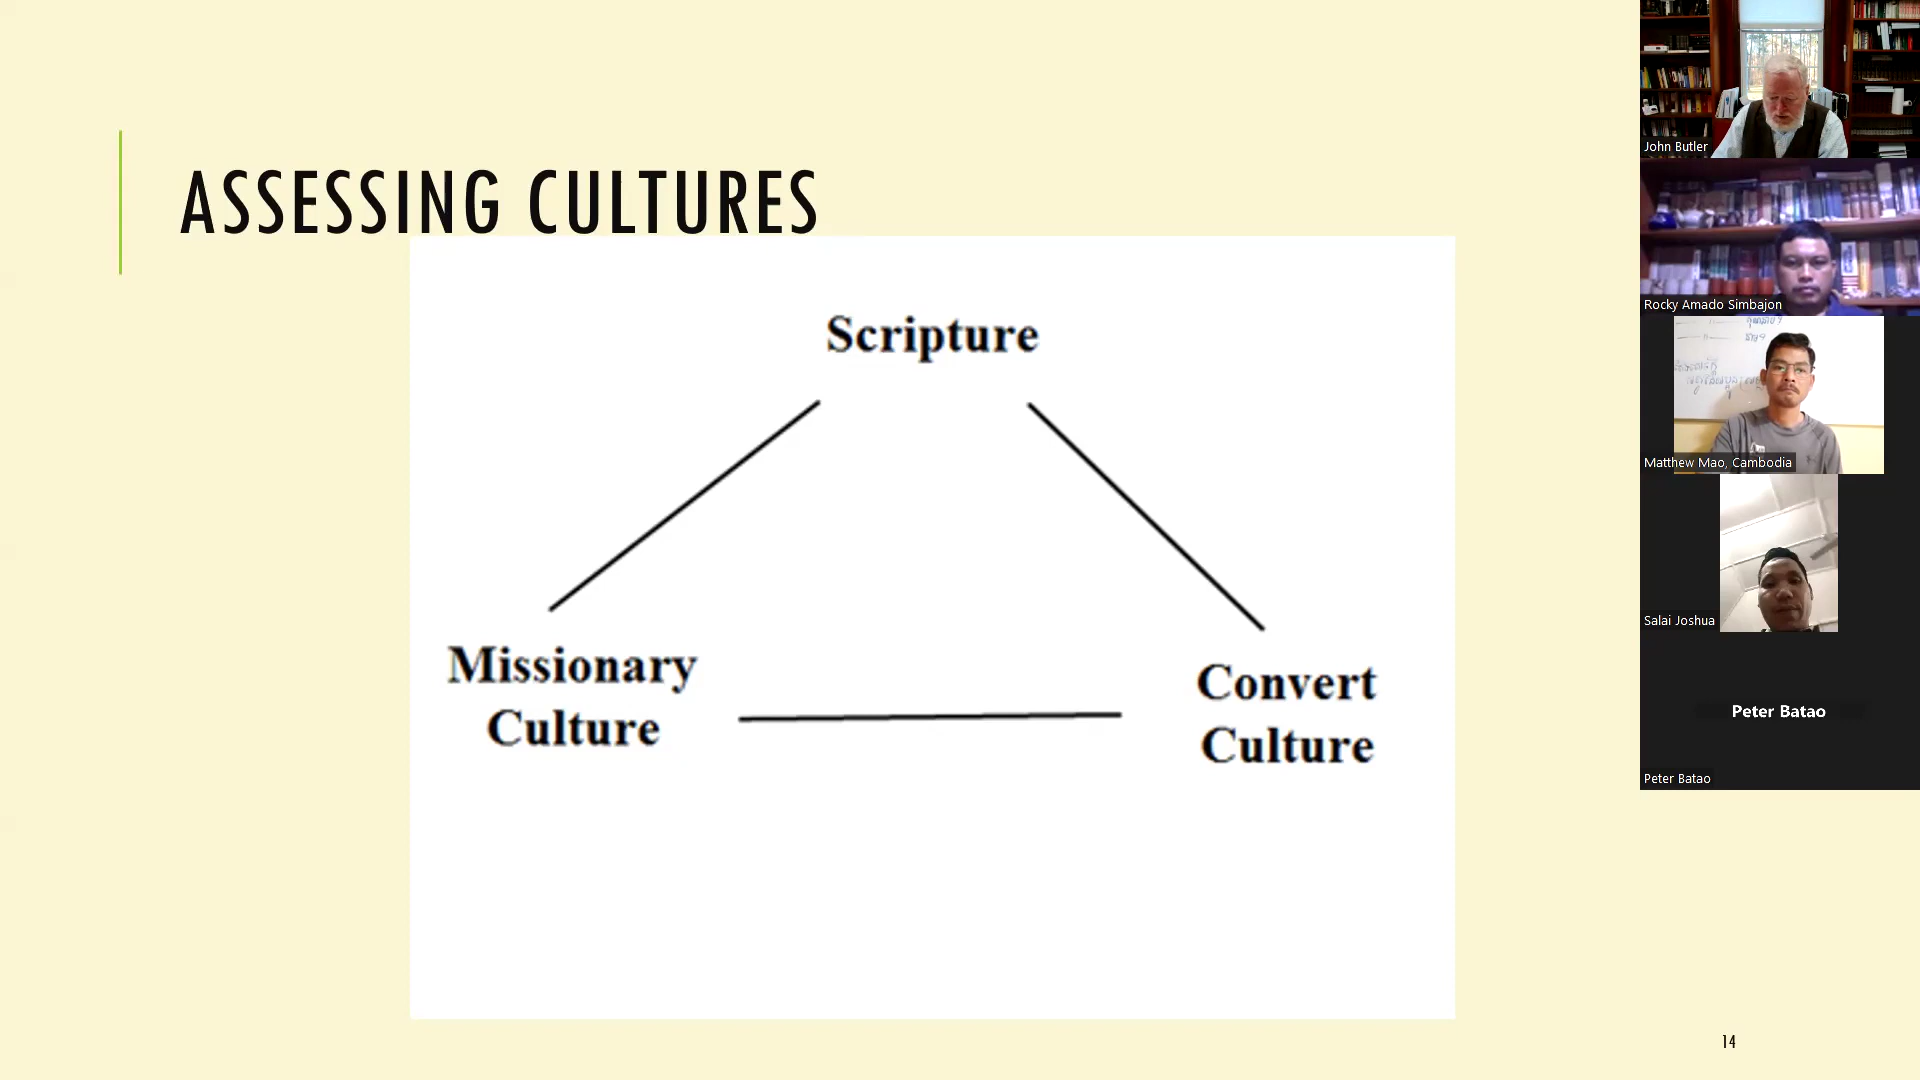 ASSESSING CULTURES
Scripture
Missionary
Culture
Convert
Culture
14
John Butler
Rocky Amado Simbajon
Matthew Mao, Cambodia
Salai Joshua
Peter Batao
Peter Batao